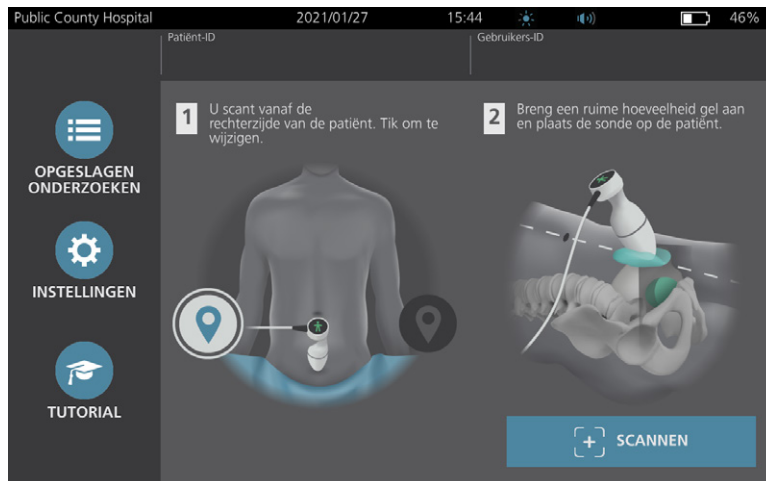 Public County Hospital 2021/01/27 15:44 46%
Patiënt-ID
Gebruikers-ID
OPGESLAGEN
ONDERZOEKEN
INSTELLINGEN
TUTORIAL
1
U scant vanaf de
rechterzijde van de patiënt. Tik om te
wijzigen.
2
Breng een ruime hoeveelheid gel aan
en plaats de sonde op de patiënt.
SCANNEN